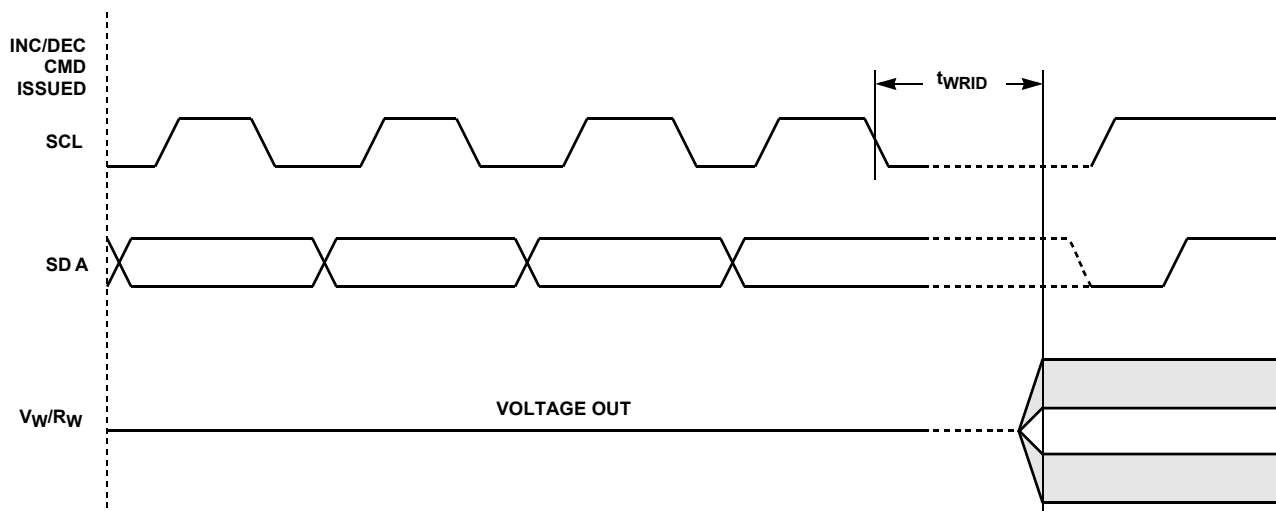 INC/DEC
CMD
ISSUED
tWRID
SCL
SD A
VOLTAGE OUT
VW/RW